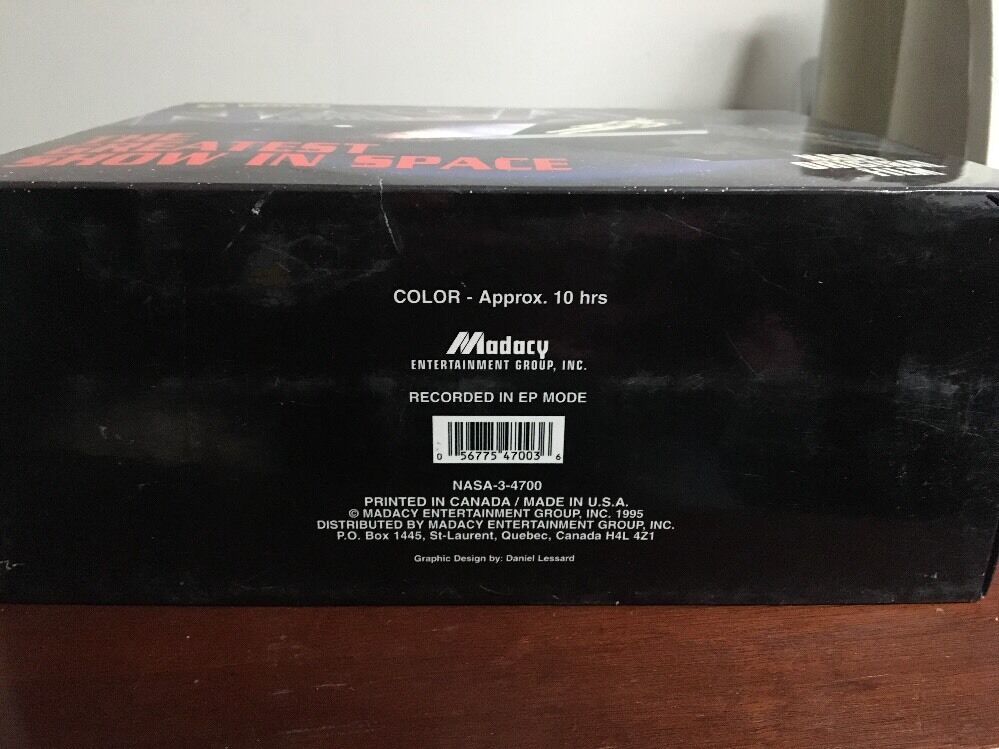 THE
GREATEST
SHOW IN SPACE
COLOR - Approx. 10 hrs
Madacy
ENTERTAINMENT GROUP, INC.
RECORDED IN EP MODE
0 56775 47003 6
NASA-3-4700
PRINTED IN CANADA / MADE IN U.S.A.
© MADACY ENTERTAINMENT GROUP, INC. 1995
DISTRIBUTED BY MADACY ENTERTAINMENT GROUP, INC.
P.O. Box 1445, St-Laurent, Quebec, Canada H4L 4Z1
Graphic Design by: Daniel Lessard